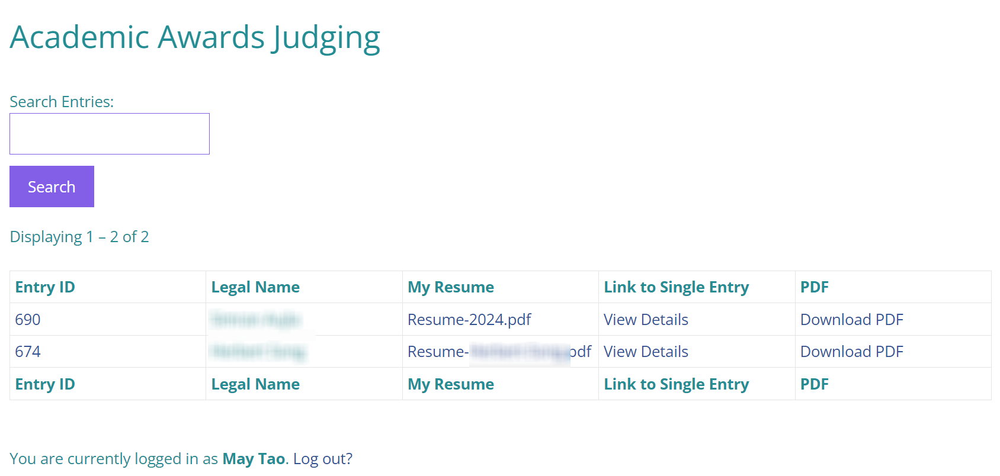 Academic Awards Judging
Search Entries:
Search
Displaying 1 – 2 of 2
Entry ID Legal Name My Resume Link to Single Entry PDF
690 Resume-2024.pdf View Details Download PDF
674 Resume- pdf View Details Download PDF
Entry ID Legal Name My Resume Link to Single Entry PDF
You are currently logged in as May Tao. Log out?